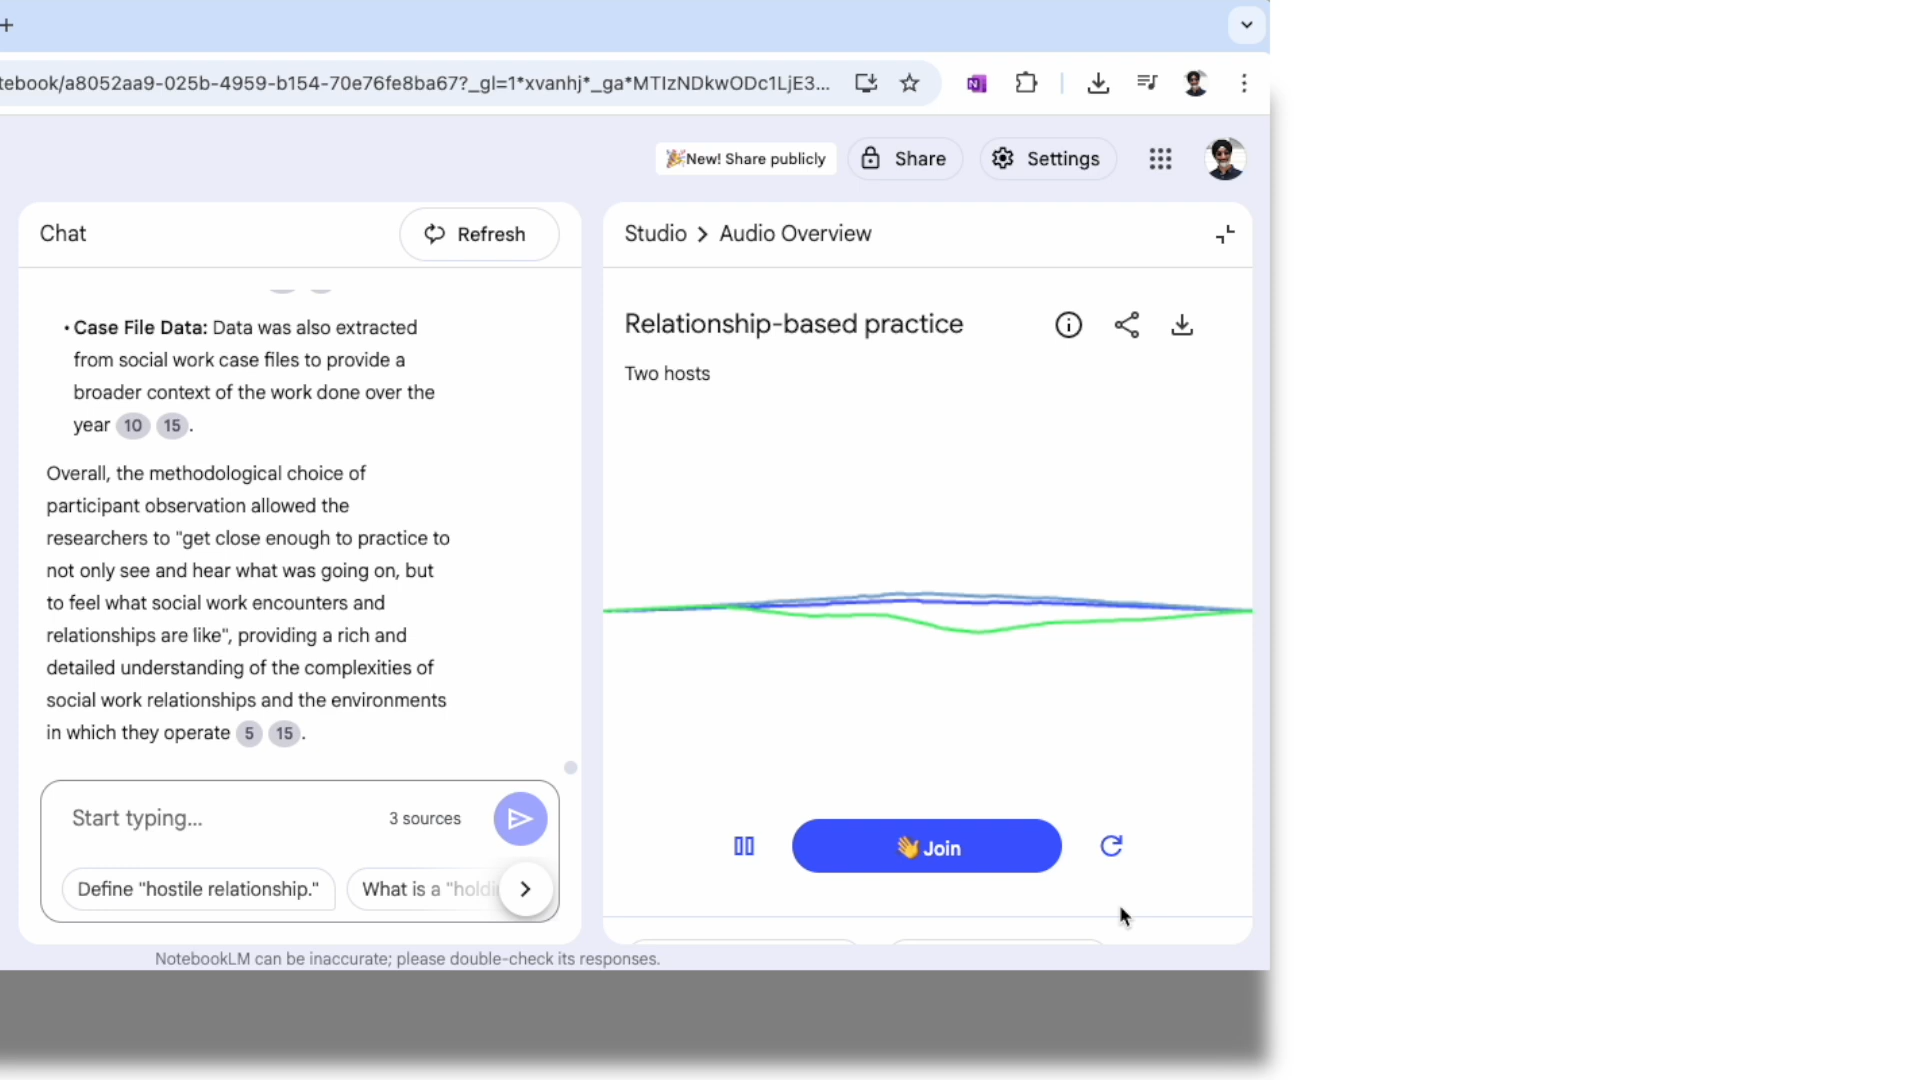 tebook/a8052aa9-025b-4959-b154-70e76fe8ba67?_gl=1*xvanhj*_ga*MTIzNDkwODc1LjE3...
🎉New! Share publicly
Share
Settings
Chat
Refresh
• Case File Data: Data was also extracted
from social work case files to provide a
broader context of the work done over the
year 10 15 .
Overall, the methodological choice of
participant observation allowed the
researchers to "get close enough to practice to
not only see and hear what was going on, but
to feel what social work encounters and
relationships are like", providing a rich and
detailed understanding of the complexities of
social work relationships and the environments
in which they operate 5 15 .
Start typing...
3 sources
Define "hostile relationship."
What is a "holdi
NotebookLM can be inaccurate; please double-check its responses.
Studio > Audio Overview
Relationship-based practice
Two hosts
👋 Join